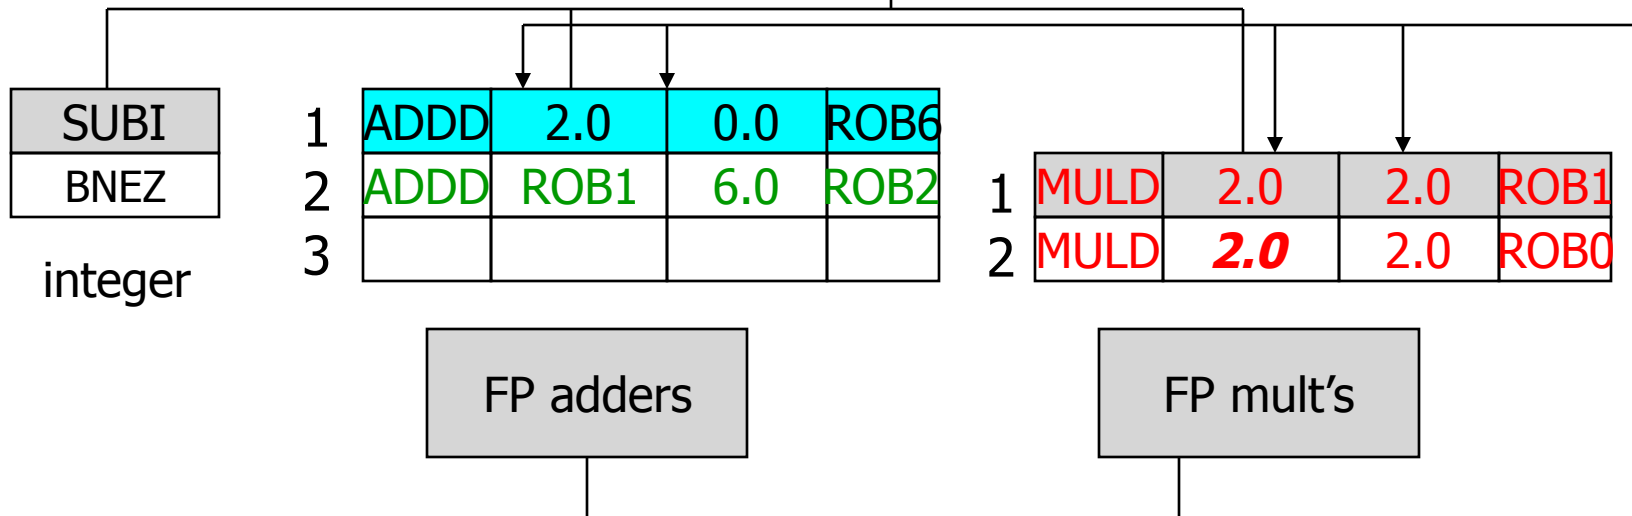 SUBI
BNEZ
integer
1 ADDD 2.0 0.0 ROB6
2 ADDD ROB1 6.0 ROB2
3
1 MULD 2.0 2.0 ROB1
2 MULD 2.0 2.0 ROB0
FP adders
FP mult’s